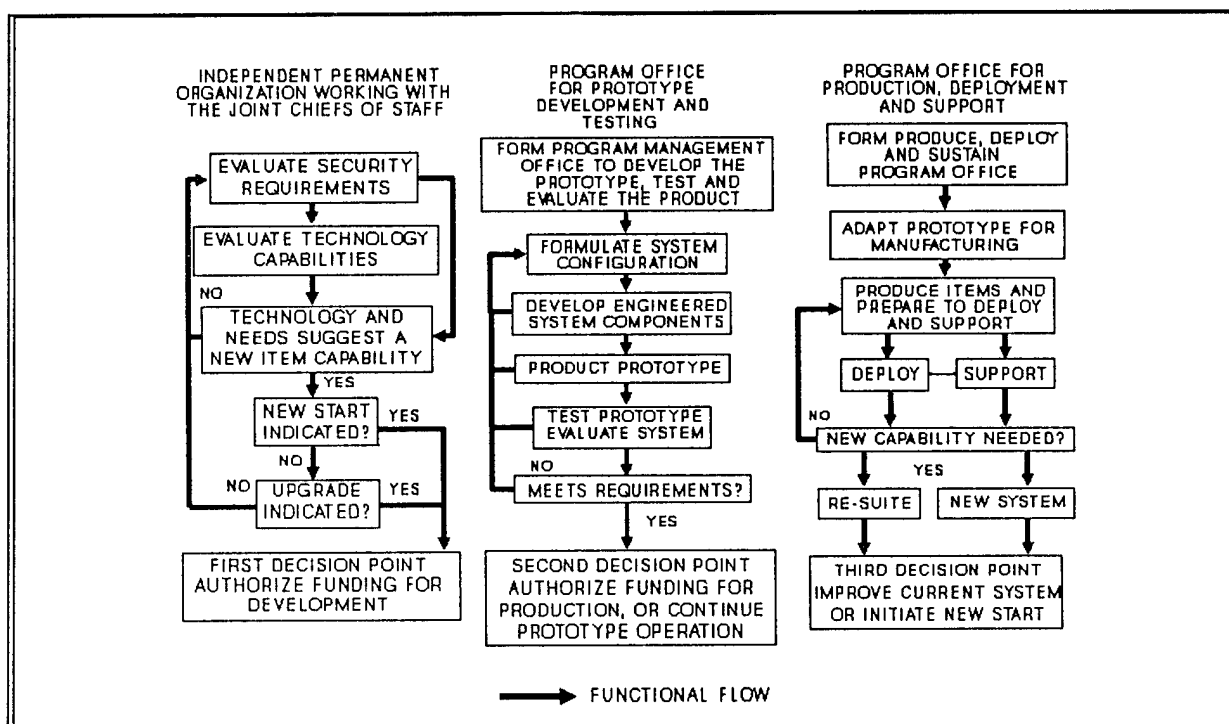 INDEPENDENT PERMANENT
ORGANIZATION WORKING WITH
THE JOINT CHIEFS OF STAFF
EVALUATE SECURITY
REQUIREMENTS
EVALUATE TECHNOLOGY
CAPABILITIES
NO
TECHNOLOGY AND
NEEDS SUGGEST A
NEW ITEM CAPABILITY
YES
NEW START
INDICATED?
YES
NO
NO
UPGRADE
INDICATED?
YES
FIRST DECISION POINT
AUTHORIZE FUNDING FOR
DEVELOPMENT
PROGRAM OFFICE
FOR PROTOTYPE
DEVELOPMENT AND
TESTING
FORM PROGRAM MANAGEMENT
OFFICE TO DEVELOP THE
PROTOTYPE, TEST AND
EVALUATE THE PRODUCT
FORMULATE SYSTEM
CONFIGURATION
DEVELOP ENGINEERED
SYSTEM COMPONENTS
PRODUCT PROTOTYPE
TEST PROTOTYPE
EVALUATE SYSTEM
NO
MEETS REQUIREMENTS?
YES
SECOND DECISION POINT
AUTHORIZE FUNDING FOR
PRODUCTION, OR CONTINUE
PROTOTYPE OPERATION
PROGRAM OFFICE FOR
PRODUCTION, DEPLOYMENT
AND SUPPORT
FORM PRODUCE, DEPLOY
AND SUSTAIN
PROGRAM OFFICE
ADAPT PROTOTYPE FOR
MANUFACTURING
PRODUCE ITEMS AND
PREPARE TO DEPLOY
AND SUPPORT
DEPLOY
SUPPORT
NO
NEW CAPABILITY NEEDED?
YES
RE-SUITE
NEW SYSTEM
THIRD DECISION POINT
IMPROVE CURRENT SYSTEM
OR INITIATE NEW START
FUNCTIONAL FLOW